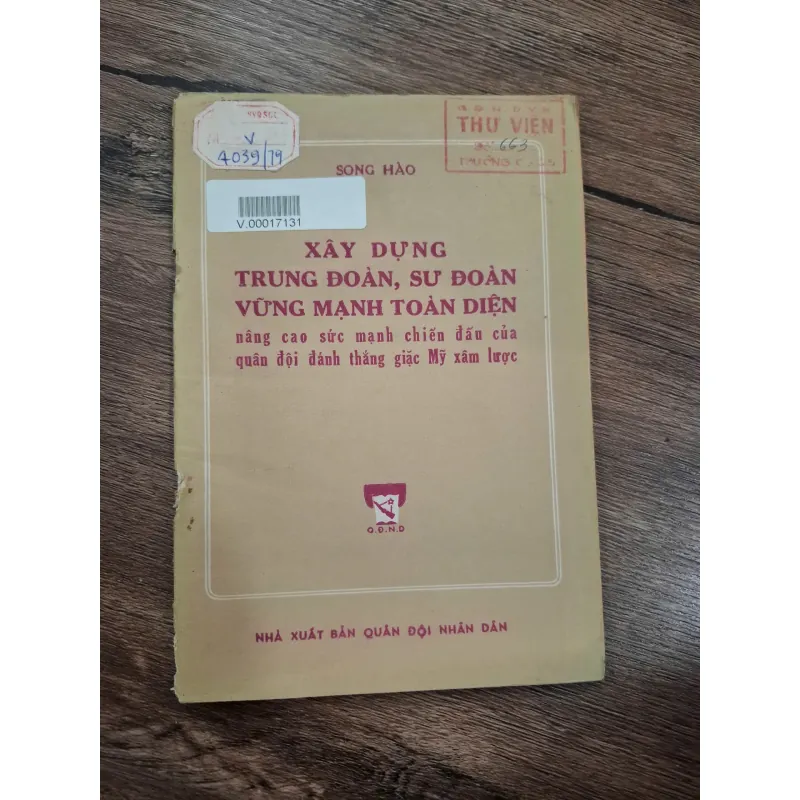 V
4039/79
THƯ VIỆN
663
SONG HÀO
V.00017131
XÂY DỰNG
TRUNG ĐOÀN, SƯ ĐOÀN
VỮNG MẠNH TOÀN DIỆN
nâng cao sức mạnh chiến đấu của
quân đội đánh thắng giặc Mỹ xâm lược
Q.Đ.N.D
NHÀ XUẤT BẢN QUÂN ĐỘI NHÂN DÂN